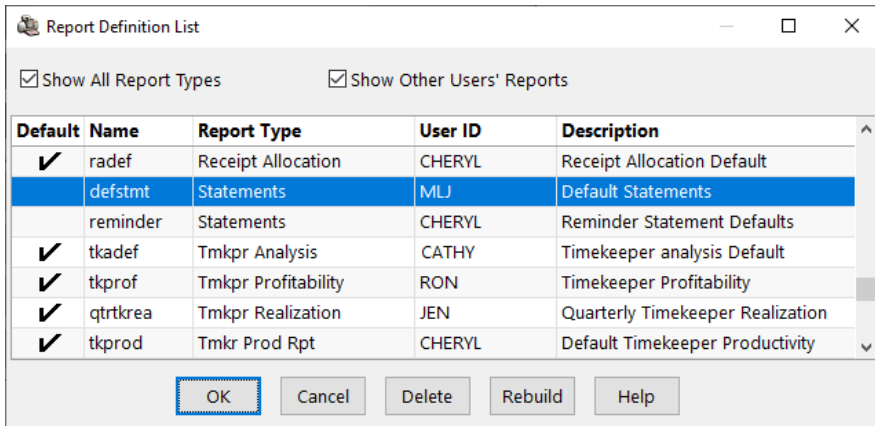 Report Definition List
Show All Report Types Show Other Users' Reports
Default Name Report Type User ID Description
radef Receipt Allocation CHERYL Receipt Allocation Default
defstmt Statements MLJ Default Statements
reminder Statements CHERYL Reminder Statement Defaults
tkadef Tmkpr Analysis CATHY Timekeeper analysis Default
tkprof Tmkpr Profitability RON Timekeeper Profitability
qtrtkrea Tmkpr Realization JEN Quarterly Timekeeper Realization
tkprod Tmkr Prod Rpt CHERYL Default Timekeeper Productivity
OK Cancel Delete Rebuild Help